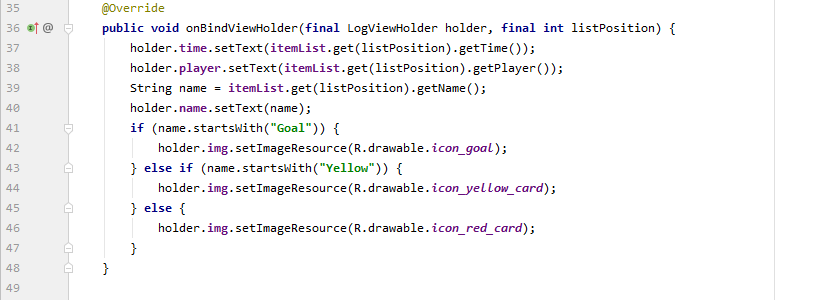 35 @Override
36 @ public void onBindViewHolder(final LogViewHolder holder, final int listPosition) {
37 holder.time.setText(itemList.get(listPosition).getTime());
38 holder.player.setText(itemList.get(listPosition).getPlayer());
39 String name = itemList.get(listPosition).getName();
40 holder.name.setText(name);
41 if (name.startsWith("Goal")) {
42 holder.img.setImageResource(R.drawable.icon_goal);
43 } else if (name.startsWith("Yellow")) {
44 holder.img.setImageResource(R.drawable.icon_yellow_card);
45 } else {
46 holder.img.setImageResource(R.drawable.icon_red_card);
47 }
48 }
49